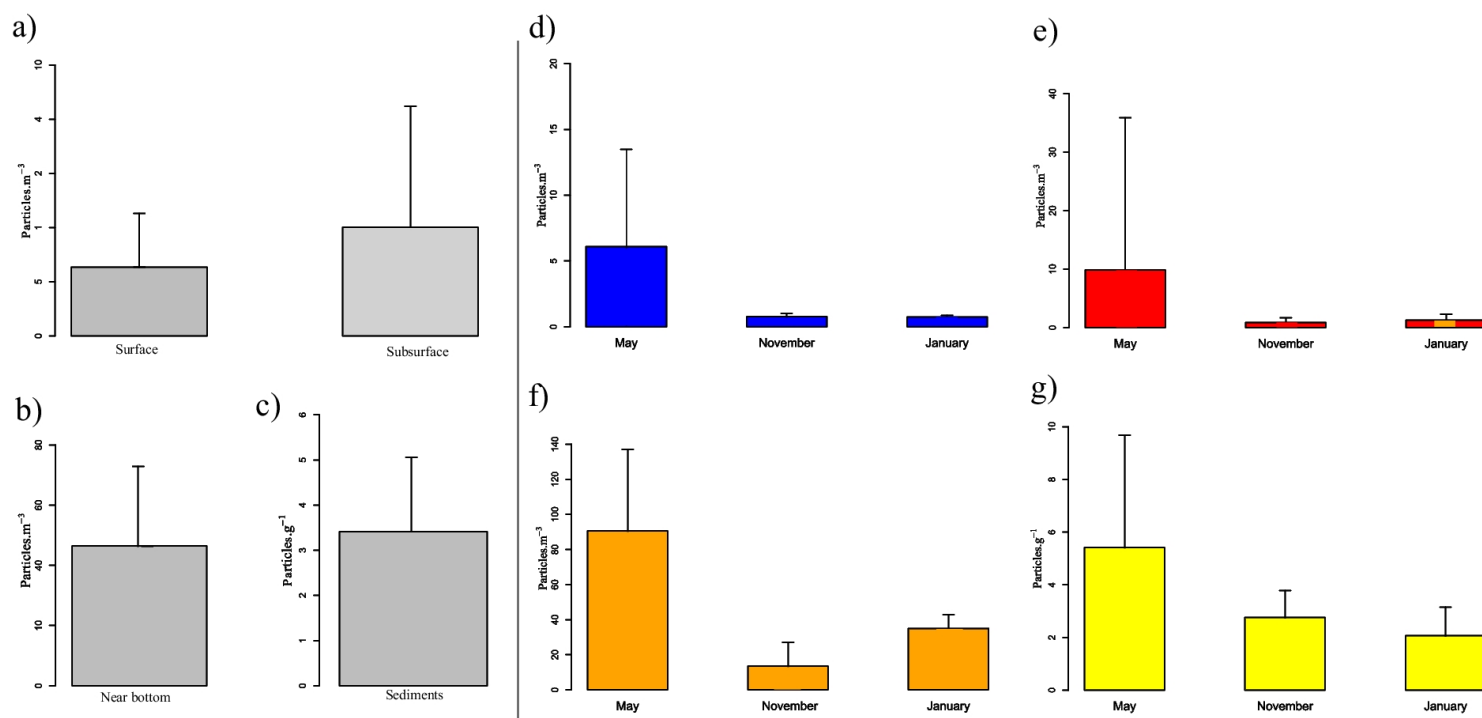 a)
10
4
2
1
5
0
Particles.m⁻³
Surface
Subsurface
b)
80
60
40
10
0
Particles.m⁻³
Near bottom
c)
6
5
4
3
2
1
0
Particles.g⁻¹
Sediments
d)
20
15
10
5
0
Particles.m⁻³
May November January
e)
40
30
20
10
0
Particles.m⁻³
May November January
f)
140
120
100
80
60
40
20
0
Particles.m⁻³
May November January
g)
10
8
6
4
2
0
Particles.g⁻¹
May November January